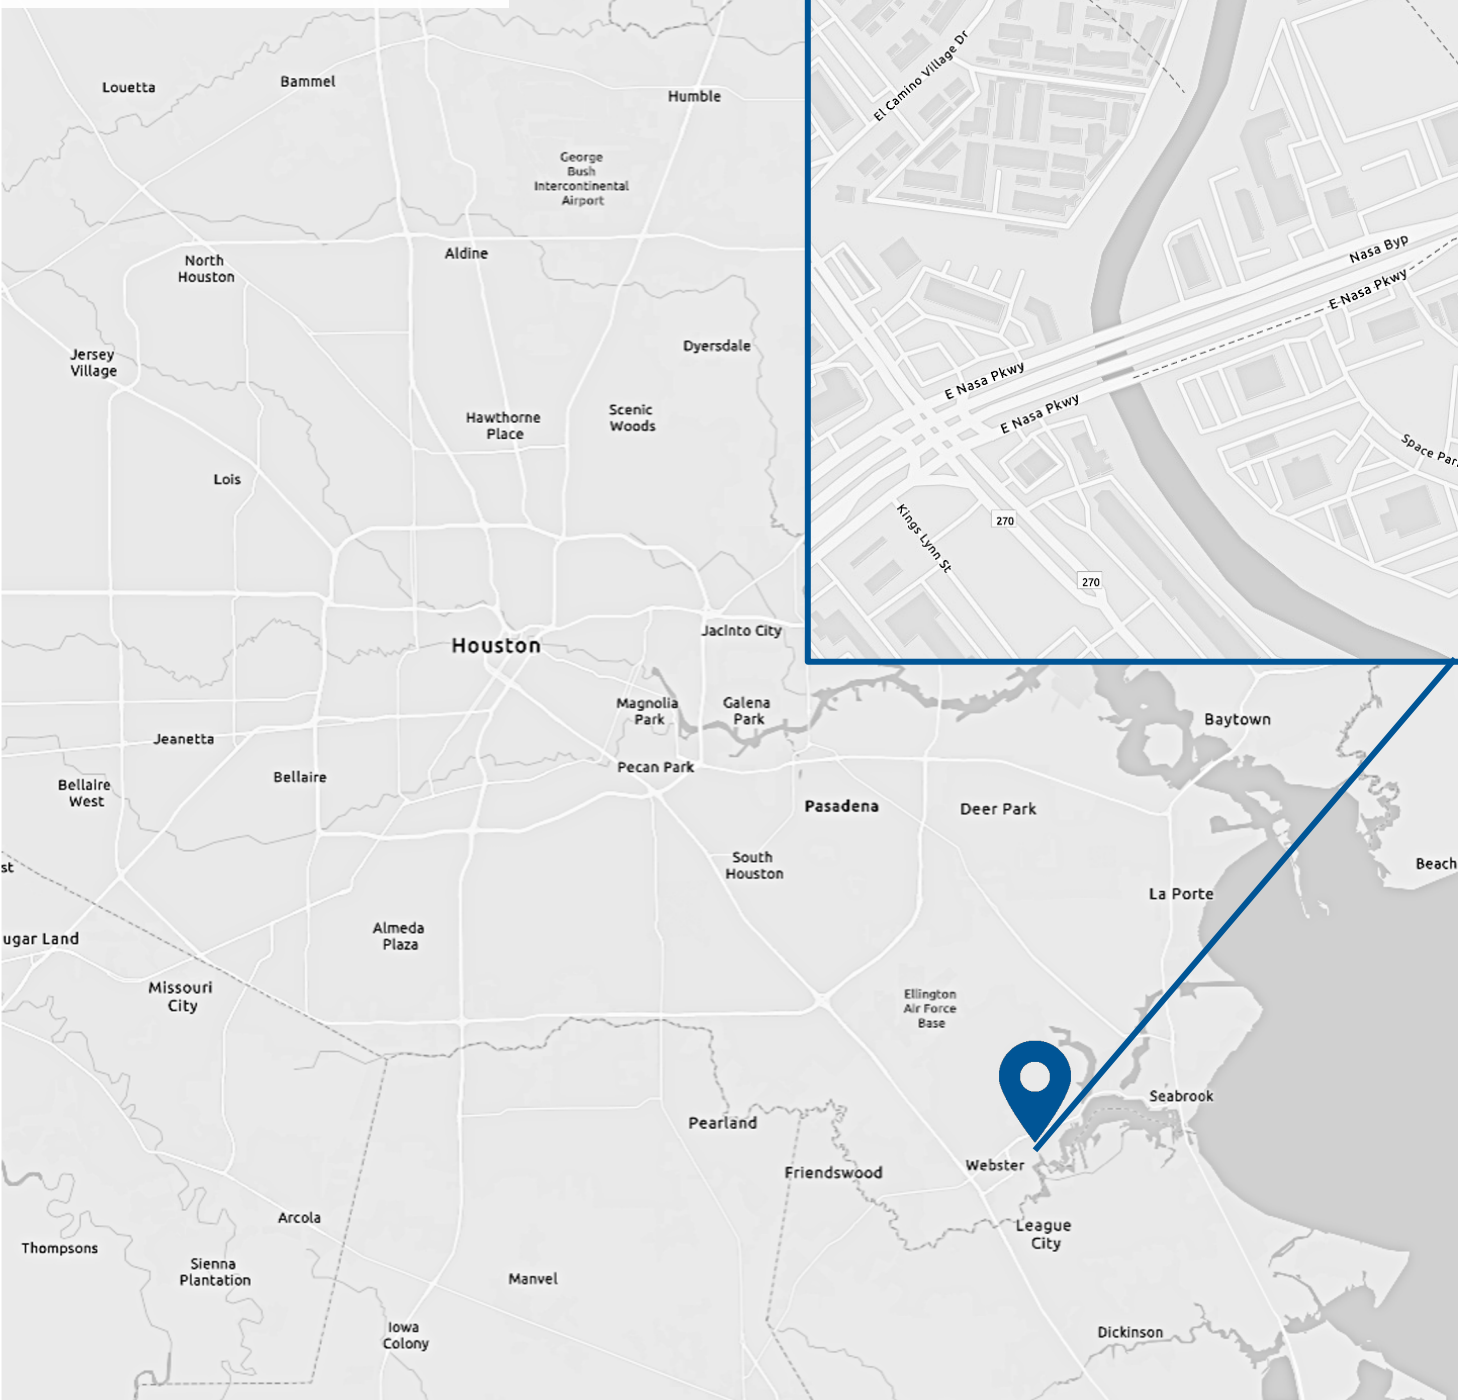 Louetta
Bammel
Humble
George
Bush
Intercontinental
Airport
Aldine
North
Houston
Jersey
Village
Dyersdale
Hawthorne
Place
Scenic
Woods
Lois
Houston
Jacinto City
Magnolia
Park
Galena
Park
Jeanetta
Bellaire
Pecan Park
Bellaire
West
Pasadena
Deer Park
Baytown
South
Houston
st
Beach
La Porte
Almeda
Plaza
ugar Land
Missouri
City
Ellington
Air Force
Base
Seabrook
Pearland
Webster
Friendswood
Arcola
League
City
Thompsons
Sienna
Plantation
Manvel
Iowa
Colony
Dickinson
El Camino Village Dr
Nasa Byp
E Nasa Pkwy
E Nasa Pkwy
E Nasa Pkwy
Space Par
Kings Lynn St
270
270